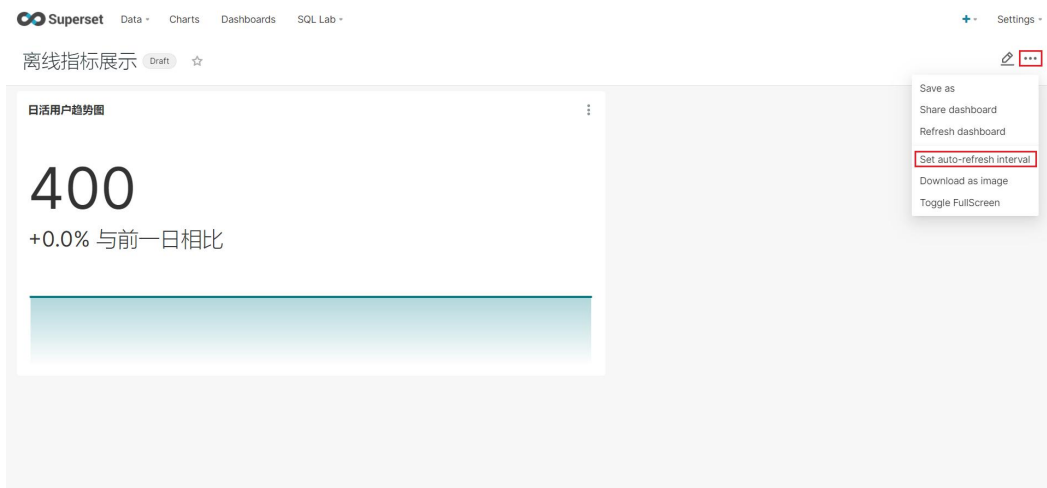 Superset Data Charts Dashboards SQL Lab + Settings
离线指标展示 Draft
Save as
Share dashboard
Refresh dashboard
Set auto-refresh interval
Download as image
Toggle FullScreen
日活用户趋势图
400
+0.0% 与前一日相比